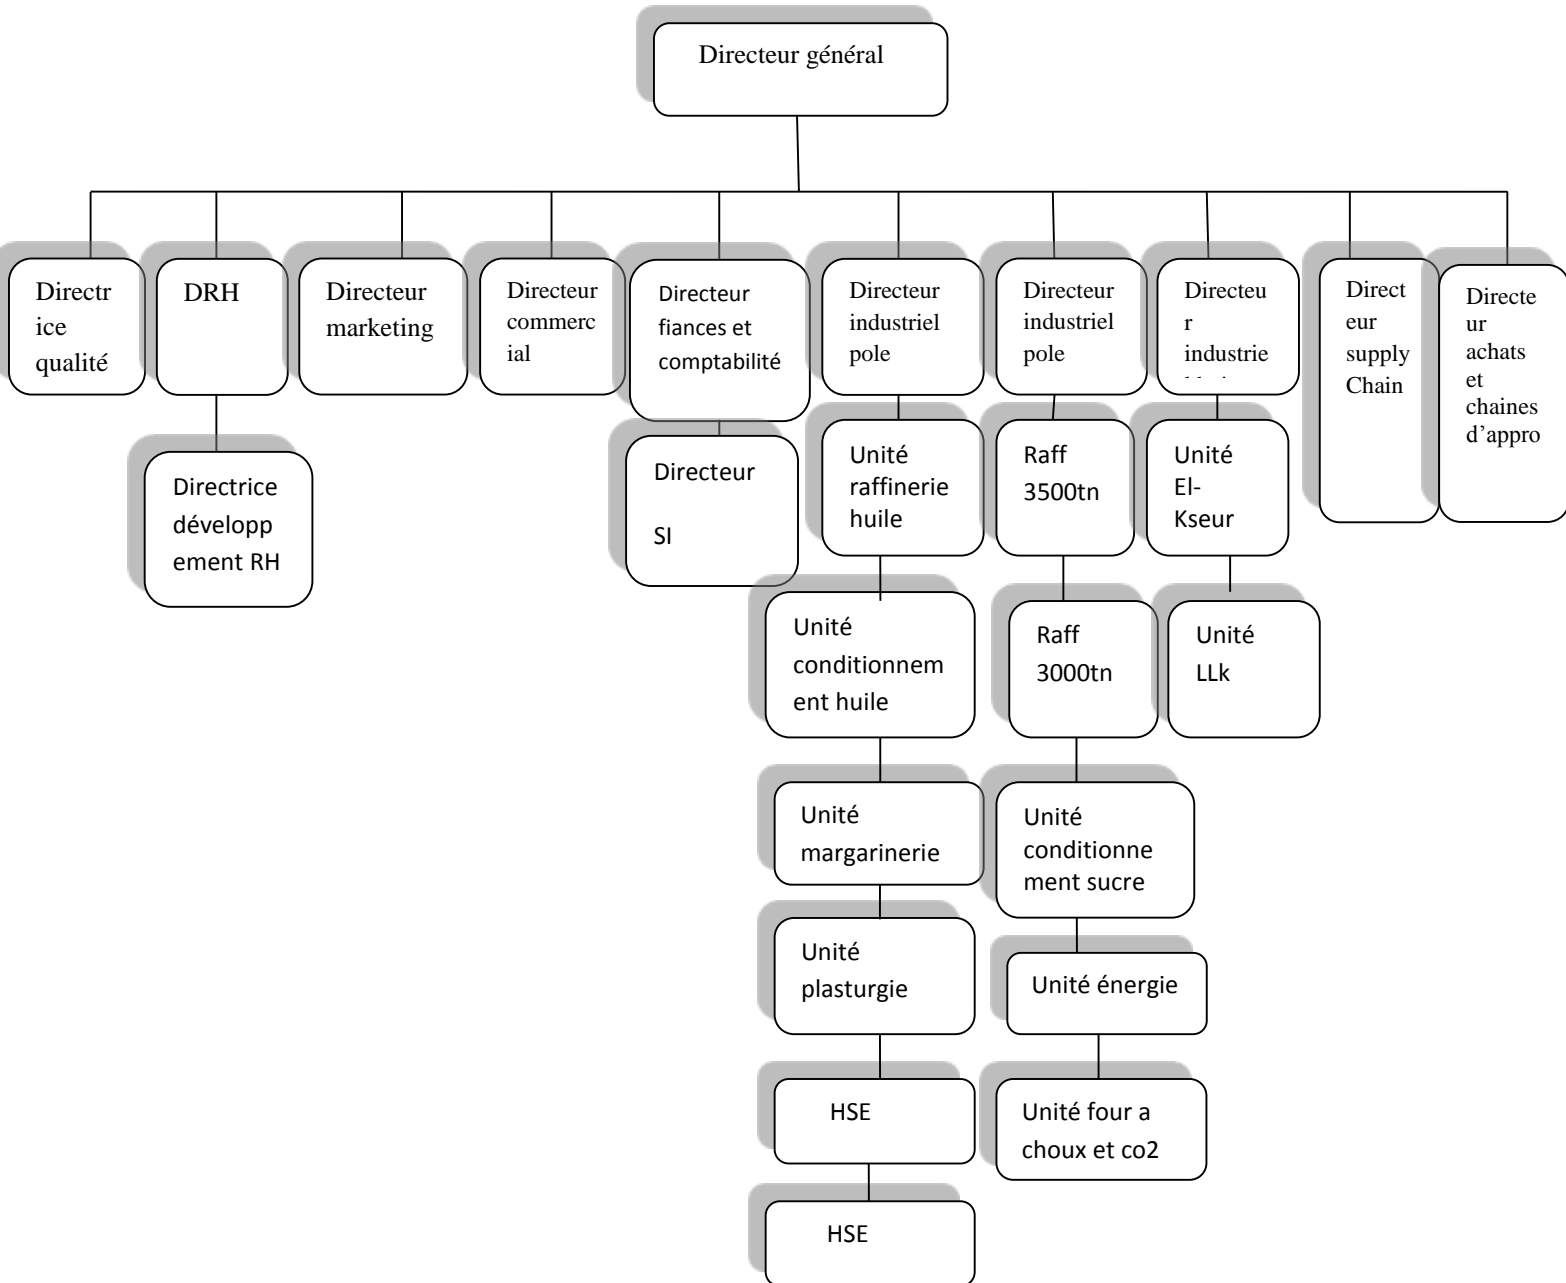 Directeur général
Directr
ice
qualité
DRH
Directeur
marketing
Directeur
commerc
ial
Directeur
fiances et
comptabilité
Directeur
industriel
pole
Directeur
industriel
pole
Directeu
r
industrie
Direct
eur
supply
Chain
Directe
ur
achats
et
chaines
d’appro
Directrice
développ
ement RH
Directeur
SI
Unité
raffinerie
huile
Raff
3500tn
Unité
El-
Kseur
Unité
conditionnem
ent huile
Raff
3000tn
Unité
LLk
Unité
margarinerie
Unité
conditionne
ment sucre
Unité
plasturgie
Unité énergie
HSE
Unité four a
choux et co2
HSE